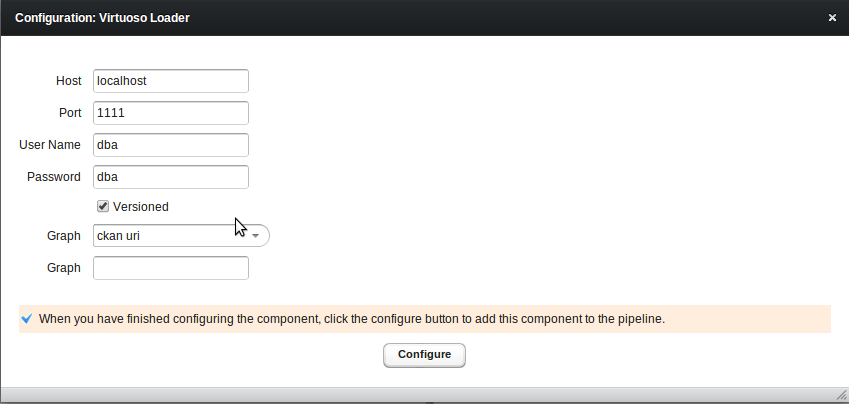 Configuration: Virtuoso Loader
Host localhost
Port 1111
User Name dba
Password dba
Versioned
Graph ckan uri
Graph
When you have finished configuring the component, click the configure button to add this component to the pipeline.
Configure